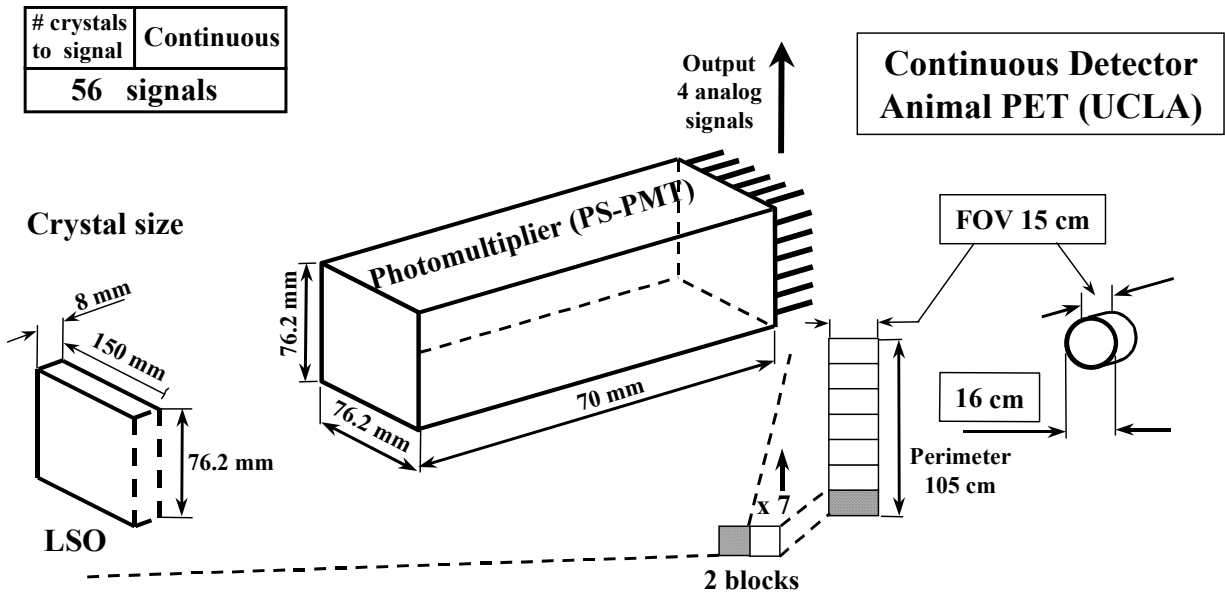 # crystals
to signal
Continuous
56 signals
Output
4 analog
signals
Continuous Detector
Animal PET (UCLA)
Crystal size
8 mm
150 mm
76.2 mm
LSO
Photomultiplier (PS-PMT)
76.2 mm
76.2 mm
70 mm
FOV 15 cm
16 cm
Perimeter
105 cm
x 7
2 blocks